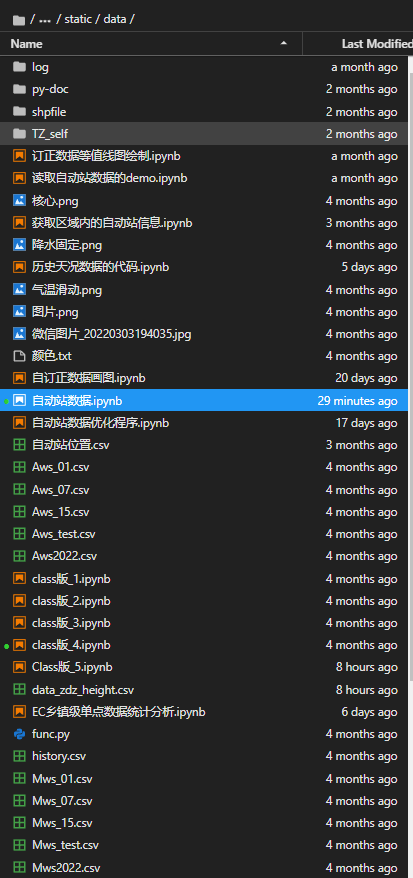 / ... / static / data /
Name Last Modified
log a month ago
py-doc 2 months ago
shpfile 2 months ago
TZ_self 2 months ago
订正数据等值线图绘制.ipynb a month ago
读取自动站数据的demo.ipynb a month ago
核心.png 4 months ago
获取区域内的自动站信息.ipynb 3 months ago
降水固定.png 4 months ago
历史天况数据的代码.ipynb 5 days ago
气温滑动.png 4 months ago
图片.png 4 months ago
微信图片_20220303194035.jpg 4 months ago
颜色.txt 4 months ago
自订正数据画图.ipynb 20 days ago
自动站数据.ipynb 29 minutes ago
自动站数据优化程序.ipynb 17 days ago
自动站位置.csv 3 months ago
Aws_01.csv 4 months ago
Aws_07.csv 4 months ago
Aws_15.csv 4 months ago
Aws_test.csv 4 months ago
Aws2022.csv 4 months ago
class版_1.ipynb 4 months ago
class版_2.ipynb 4 months ago
class版_3.ipynb 4 months ago
class版_4.ipynb 4 months ago
Class版_5.ipynb 8 hours ago
data_zdz_height.csv 8 hours ago
EC乡镇级单点数据统计分析.ipynb 6 days ago
func.py 4 months ago
history.csv 4 months ago
Mws_01.csv 4 months ago
Mws_07.csv 4 months ago
Mws_15.csv 4 months ago
Mws_test.csv 4 months ago
Mws2022.csv 4 months ago